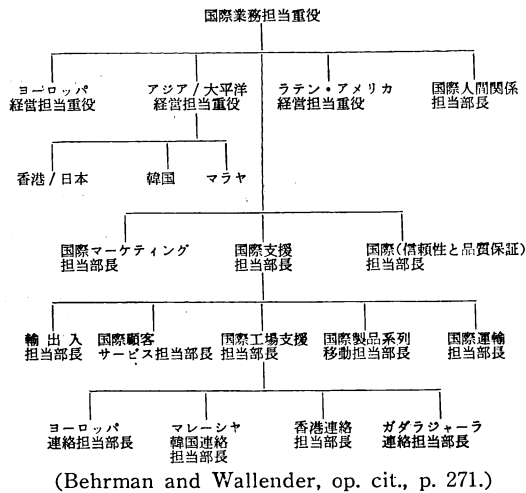 国際業務担当重役
ヨーロッパ アジア/大平洋 ラテン・アメリカ 国際人間関係
経営担当重役 経営担当重役 経営担当重役 担当部長
香港/日本 韓国 マラヤ
国際マーケティング 国際支援 国際(信頼性と品質保証)
担当部長 担当部長 担当部長
輸出入 国際顧客 国際工場支援 国際製品系列 国際運輸
担当部長 サービス担当部長 担当部長 移動担当部長 担当部長
ヨーロッパ マレーシヤ 香港連絡 ガダラジャーラ
連絡担当部長 韓国連絡 担当部長 連絡担当部長
担当部長
(Behrman and Wallender, op. cit., p. 271.)